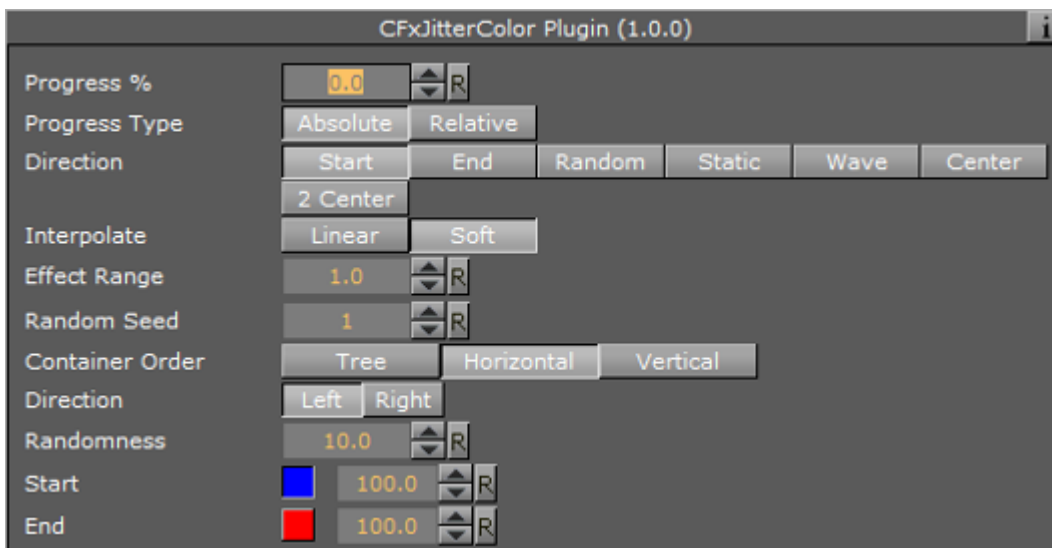 CFxJitterColor Plugin (1.0.0) i
Progress % 0.0 R
Progress Type Absolute Relative
Direction Start End Random Static Wave Center
2 Center
Interpolate Linear Soft
Effect Range 1.0 R
Random Seed 1 R
Container Order Tree Horizontal Vertical
Direction Left Right
Randomness 10.0 R
Start 100.0 R
End 100.0 R